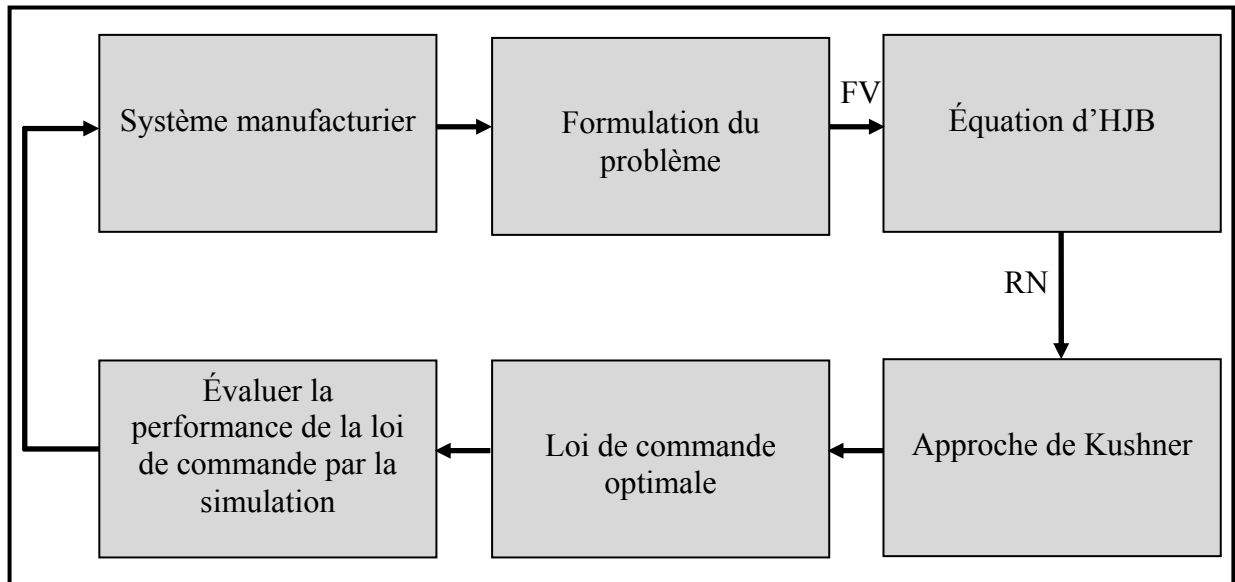 Système manufacturier
Formulation du
problème
FV
Équation d’HJB
RN
Approche de Kushner
Loi de commande
optimale
Évaluer la
performance de la loi
de commande par la
simulation